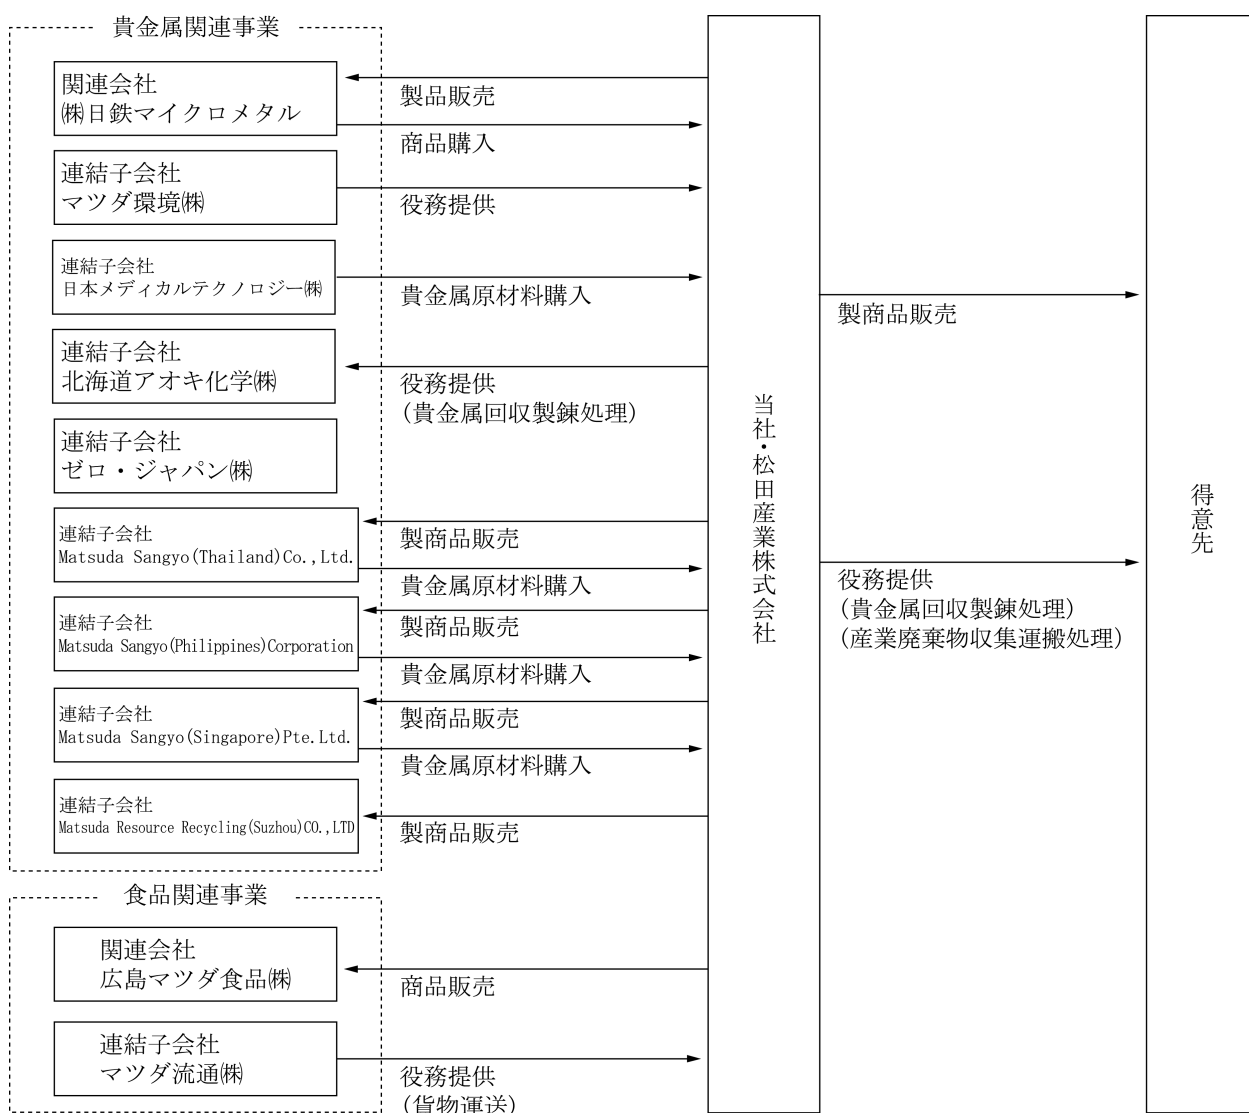 貴金属関連事業
関連会社
㈱日鉄マイクロメタル
製品販売
商品購入
連結子会社
マツダ環境㈱
役務提供
連結子会社
日本メディカルテクノロジー㈱
貴金属原材料購入
連結子会社
北海道アオキ化学㈱
役務提供
(貴金属回収製錬処理)
連結子会社
ゼロ・ジャパン㈱
連結子会社
Matsuda Sangyo(Thailand)Co.,Ltd.
製商品販売
貴金属原材料購入
連結子会社
Matsuda Sangyo(Philippines)Corporation
製商品販売
貴金属原材料購入
連結子会社
Matsuda Sangyo(Singapore)Pte.Ltd.
製商品販売
貴金属原材料購入
連結子会社
Matsuda Resource Recycling(Suzhou)CO.,LTD
製商品販売
食品関連事業
関連会社
広島マツダ食品㈱
商品販売
連結子会社
マツダ流通㈱
役務提供
(貨物運送)
当社・松田産業株式会社
製商品販売
役務提供
(貴金属回収製錬処理)
(産業廃棄物収集運搬処理)
得意先